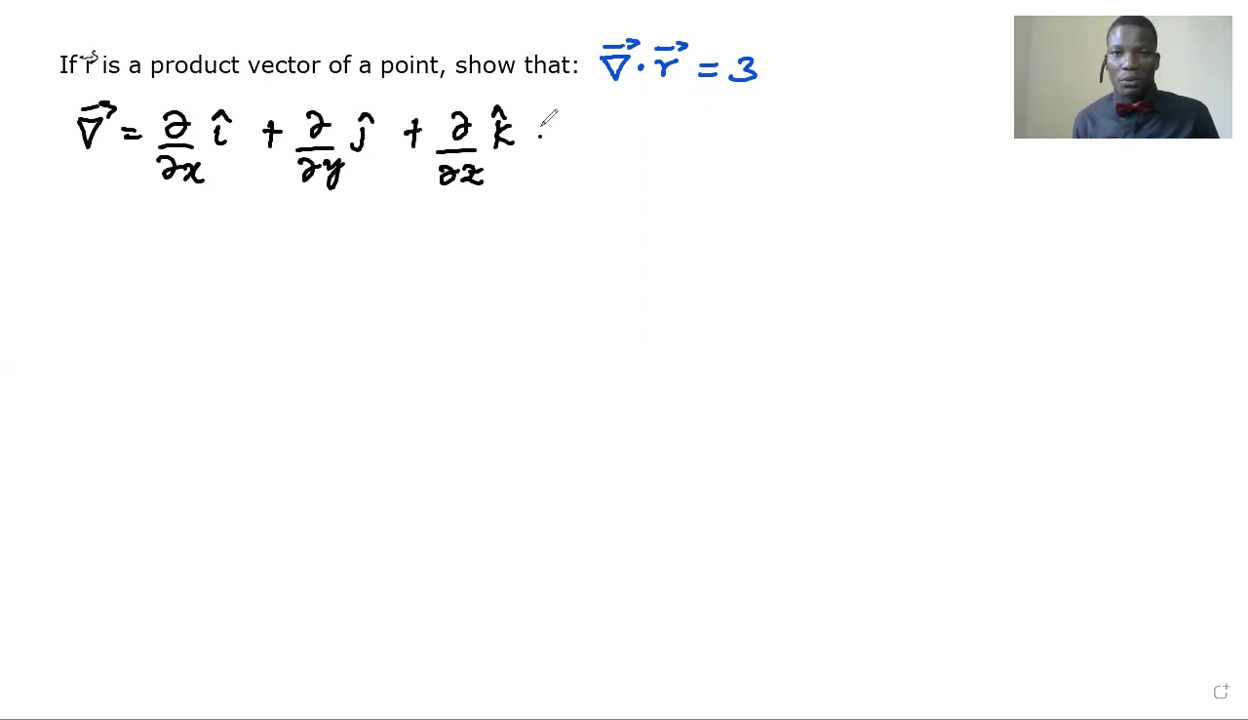 If r⃗ is a product vector of a point, show that: ∇⃗ · r⃗ = 3
∇⃗ = ∂/∂x î + ∂/∂y ĵ + ∂/∂z k̂ .